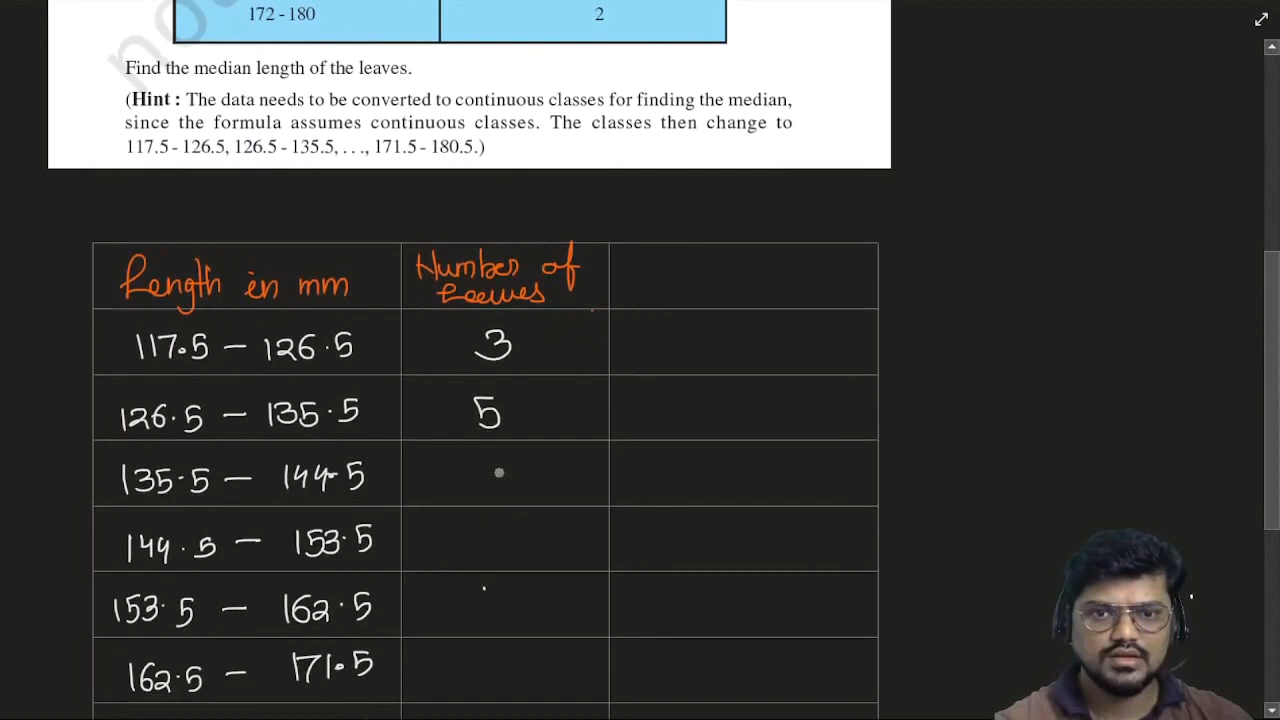 172 - 180 2
Find the median length of the leaves.
(Hint : The data needs to be converted to continuous classes for finding the median,
since the formula assumes continuous classes. The classes then change to
117.5 - 126.5, 126.5 - 135.5, . . ., 171.5 - 180.5.)
Length in mm
Number of
Leaves
117.5 – 126.5 3
126.5 – 135.5 5
135.5 – 144.5
144.5 – 153.5
153.5 – 162.5
162.5 – 171.5